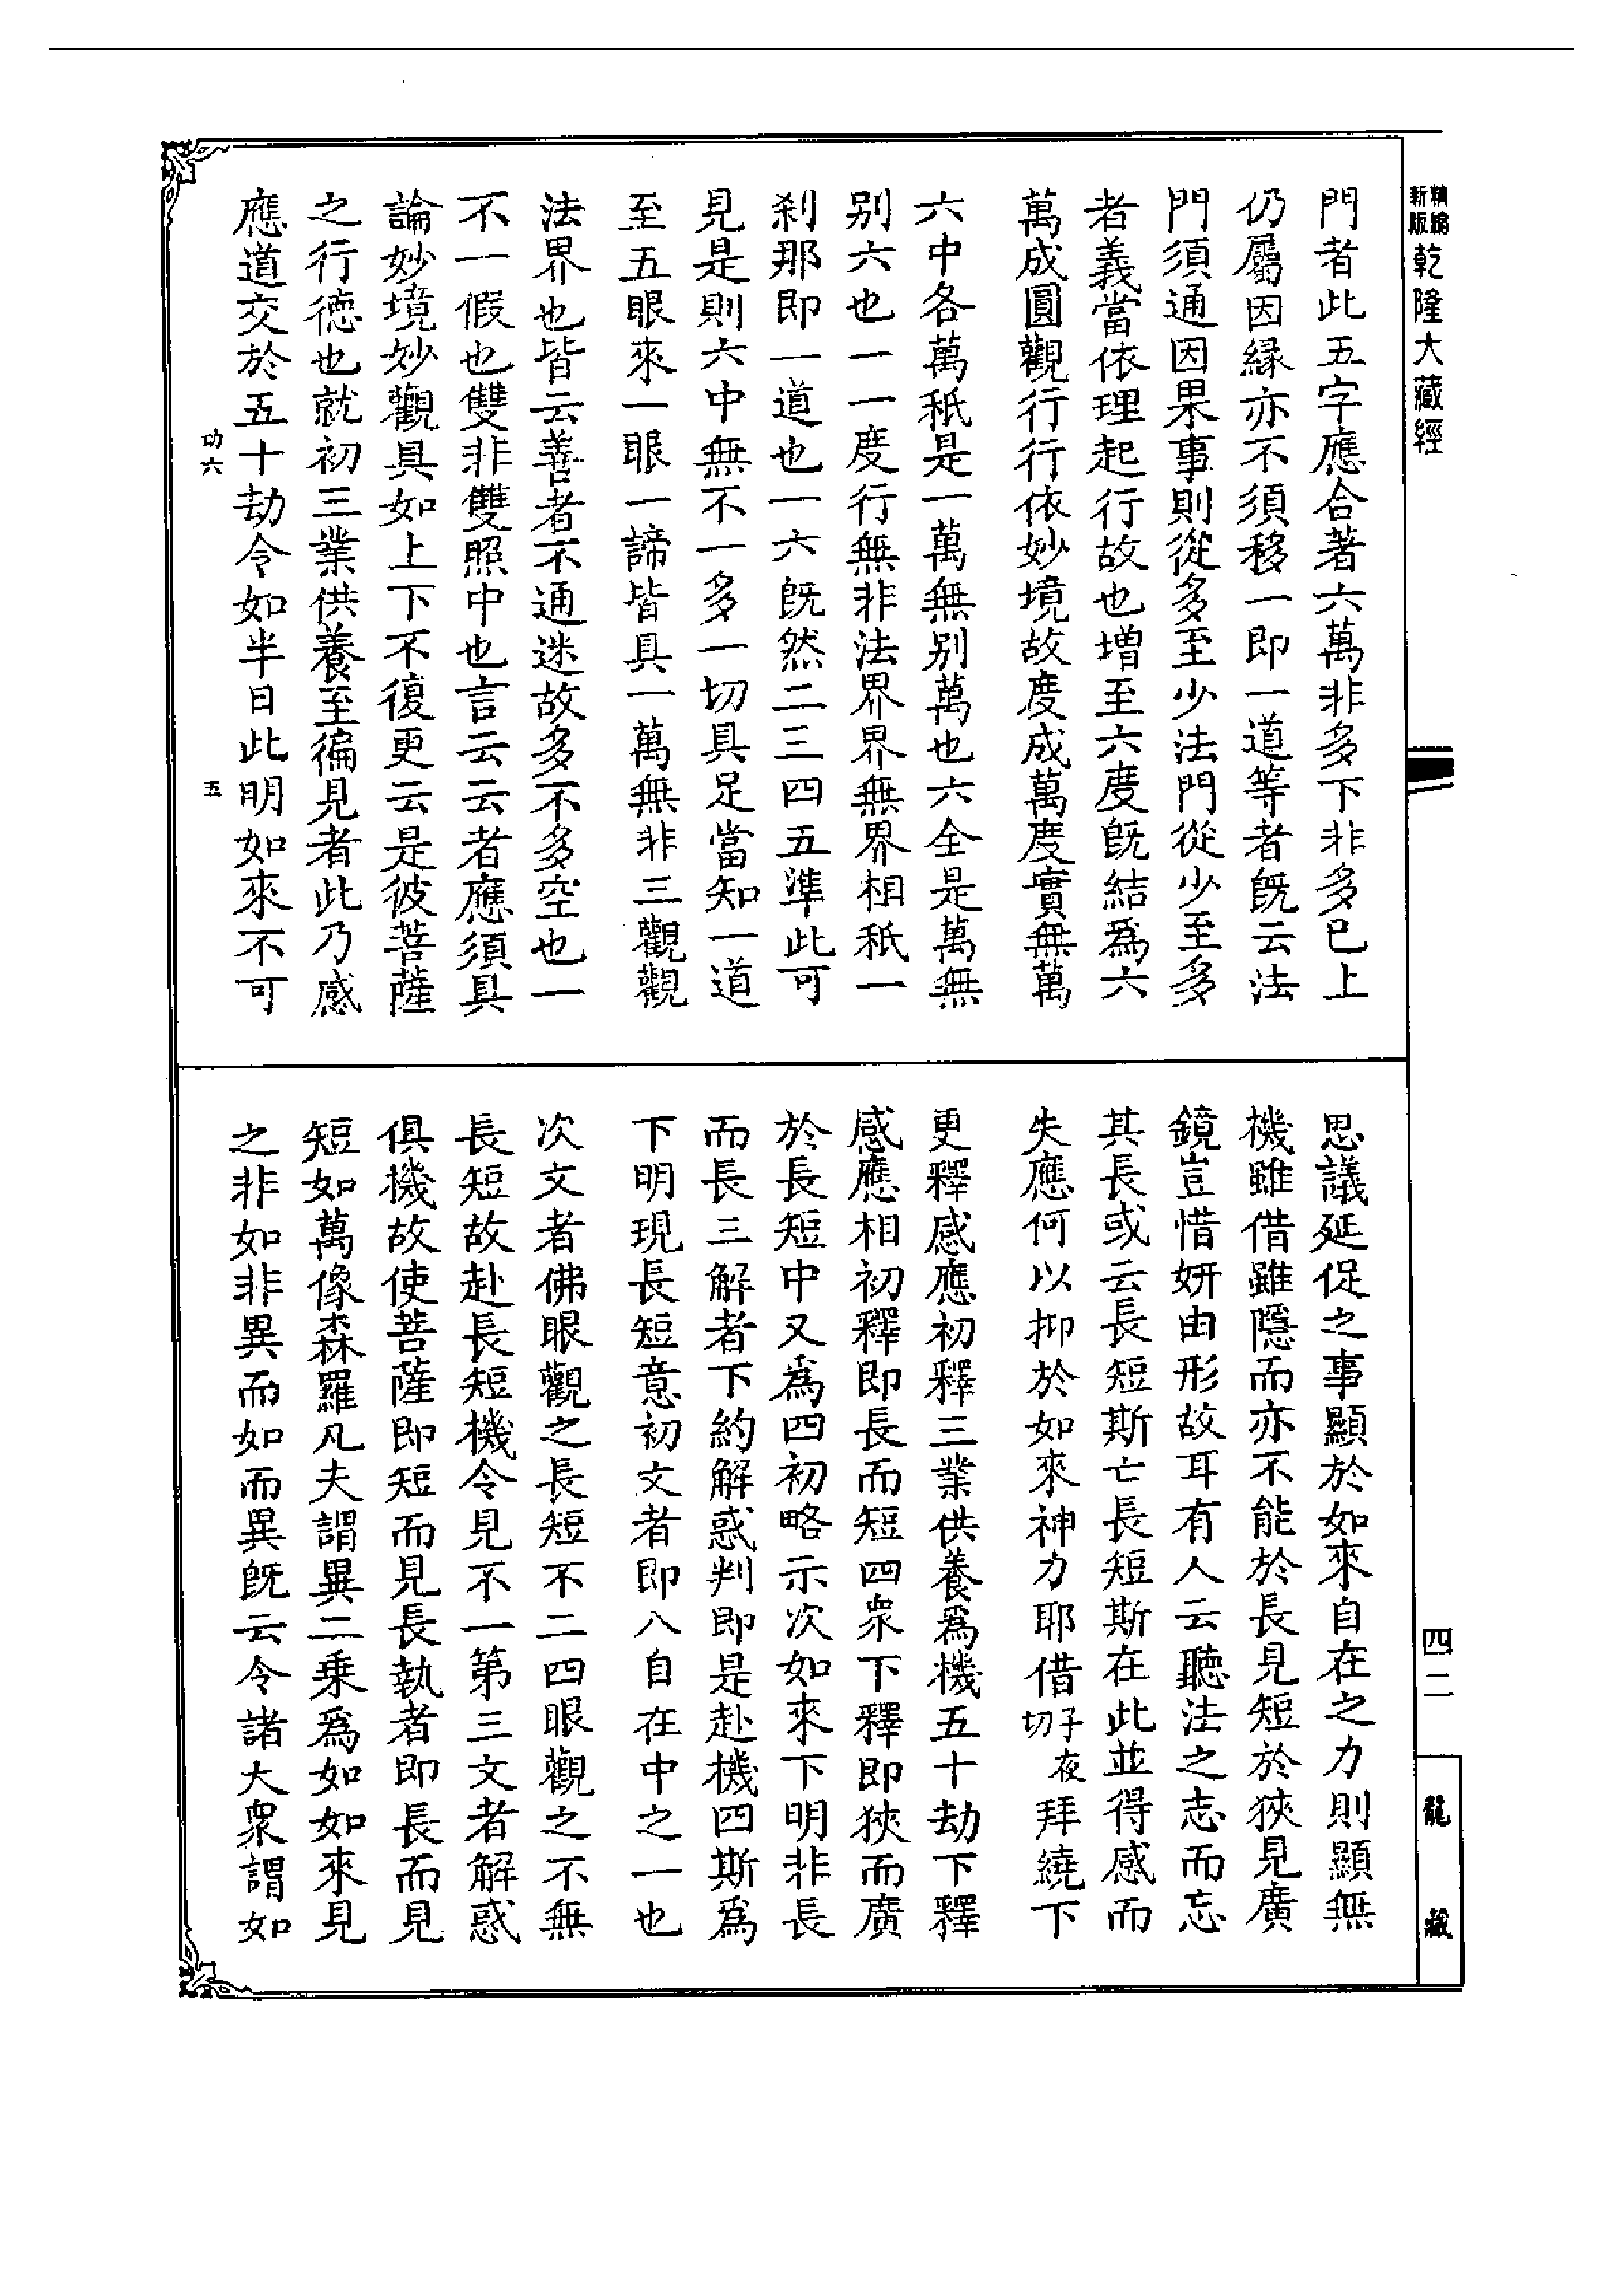 精編新版乾隆大藏經
門者此五字應合著六萬非多下非多已上
仍屬因緣亦不須移一即一道等者既云法
門須通因果事則從多至少法門從少至多
者義當依理起行故也增至六度既結爲六
萬成圓觀行行依妙境故度成萬度實無萬
六中各萬秖是一萬無別萬也六全是萬無
別六也一一度行無非法界界無界相秖一
刹那即一道也一六既然二三四五準此可
見是則六中無不一多一切具足當知一道
至五眼來一眼一諦皆具一萬無非三觀觀
法界也皆云善者不通迷故多不多空也一
不一假也雙非雙照中也言云云者應須具
論妙境妙觀具如上下不復更云是彼菩薩
之行德也就初三業供養至徧見者此乃感
應道交於五十劫令如半日此明如來不可
功六
五
思議延促之事顯於如來自在之力則顯無
機雖借雖隱而亦不能於長見短於狹見廣
鏡豈惜妍由形故耳有人云聽法之志而忘
其長或云長短斯亡長短斯在此並得感而
失應何以抑於如來神力耶借子夜切拜繞下
更釋感應初釋三業供養爲機五十劫下釋
感應相初釋即長而短四衆下釋即狹而廣
於長短中又爲四初略示次如來下明非長
而長三解者下約解惑判即是赴機四斯爲
下明現長短意初文者即八自在中之一也
次文者佛眼觀之長短不二四眼觀之不無
長短故赴長短機令見不一第三文者解惑
俱機故使菩薩即短而見長執者即長而見
短如萬像森羅凡夫謂異二乘爲如如來見
之非如非異而如而異既云令諸大衆謂如
四二
龍藏